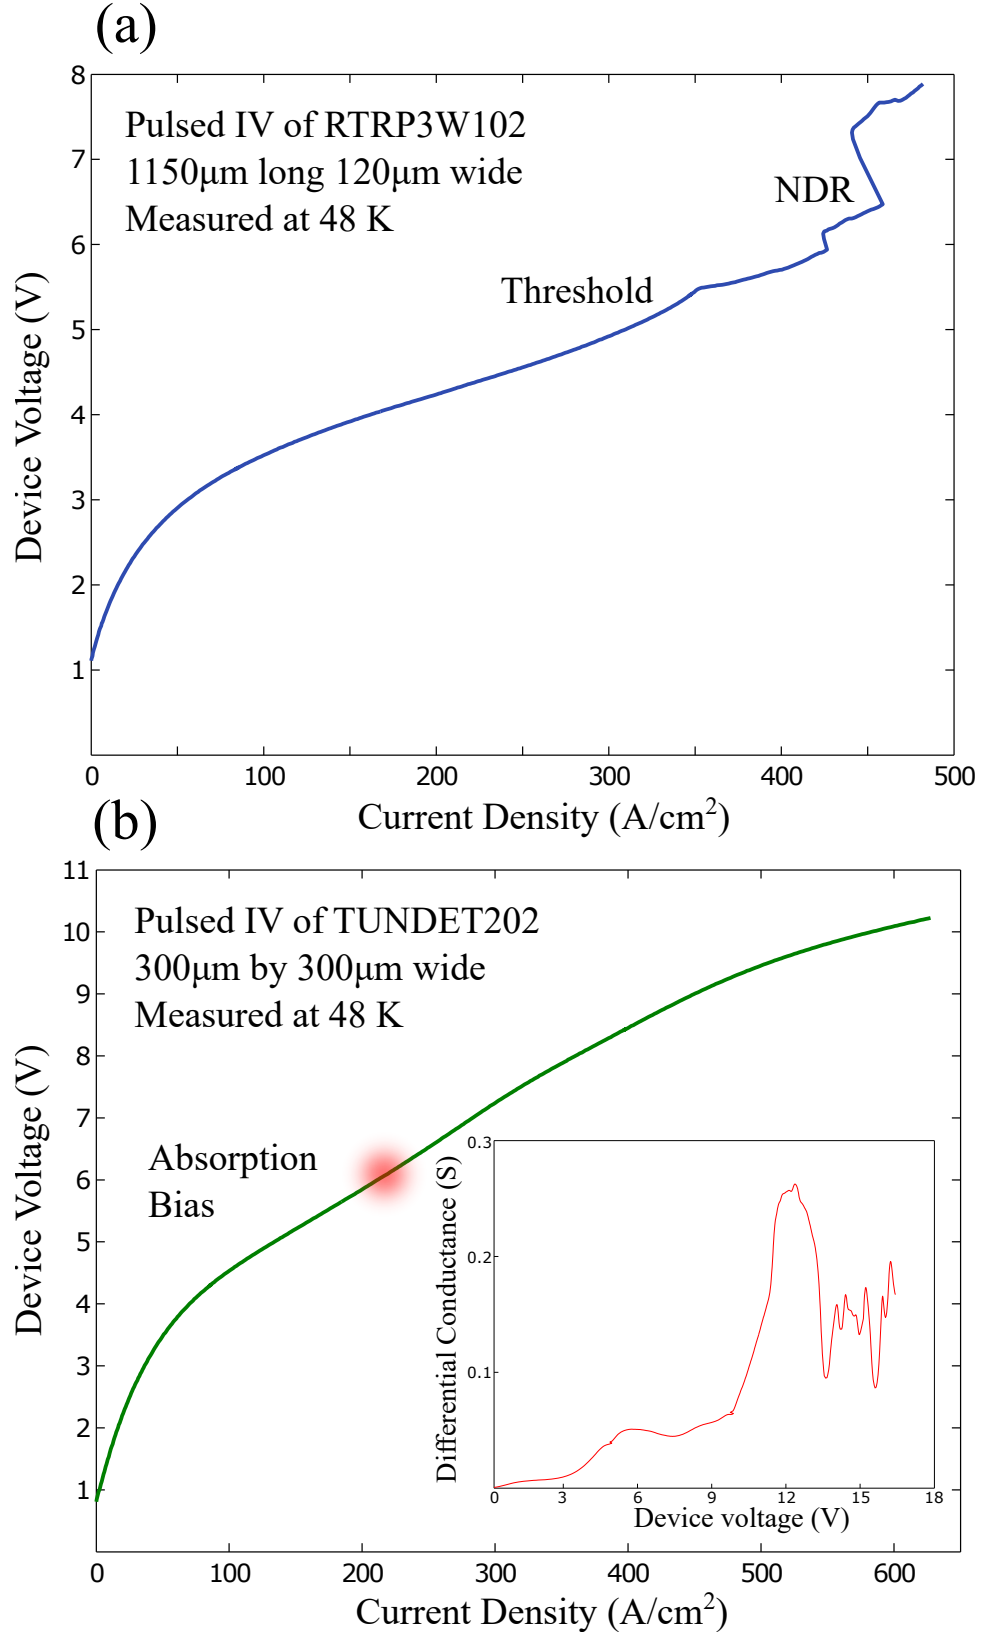 (a)
8
Pulsed IV of RTRP3W102
1150μm long 120μm wide
Measured at 48 K
7
NDR
6
Threshold
5
4
3
2
1
Device Voltage (V)
0 100 200 300 400 500
Current Density (A/cm²)
(b)
11
Pulsed IV of TUNDET202
300μm by 300μm wide
Measured at 48 K
10
9
8
7
Absorption
Bias
6
5
4
3
2
1
Device Voltage (V)
0.3
0.2
0.1
Differential Conductance (S)
0 3 6 9 12 15 18
Device voltage (V)
0 100 200 300 400 500 600
Current Density (A/cm²)